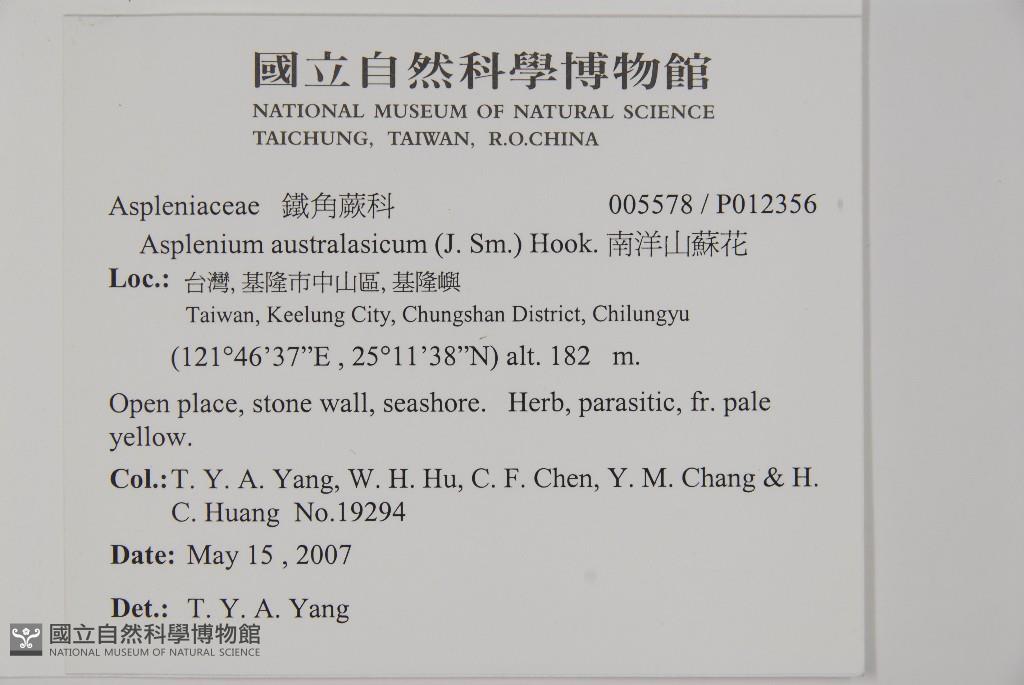 國立自然科學博物館
NATIONAL MUSEUM OF NATURAL SCIENCE
TAICHUNG, TAIWAN, R.O.CHINA
Aspleniaceae 鐵角蕨科 005578 / P012356
Asplenium australasicum (J. Sm.) Hook. 南洋山蘇花
Loc.: 台灣, 基隆市中山區, 基隆嶼
Taiwan, Keelung City, Chungshan District, Chilungyu
(121°46’37”E , 25°11’38”N) alt. 182 m.
Open place, stone wall, seashore. Herb, parasitic, fr. pale
yellow.
Col.: T. Y. A. Yang, W. H. Hu, C. F. Chen, Y. M. Chang & H.
C. Huang No.19294
Date: May 15 , 2007
Det.: T. Y. A. Yang
國立自然科學博物館
NATIONAL MUSEUM OF NATURAL SCIENCE